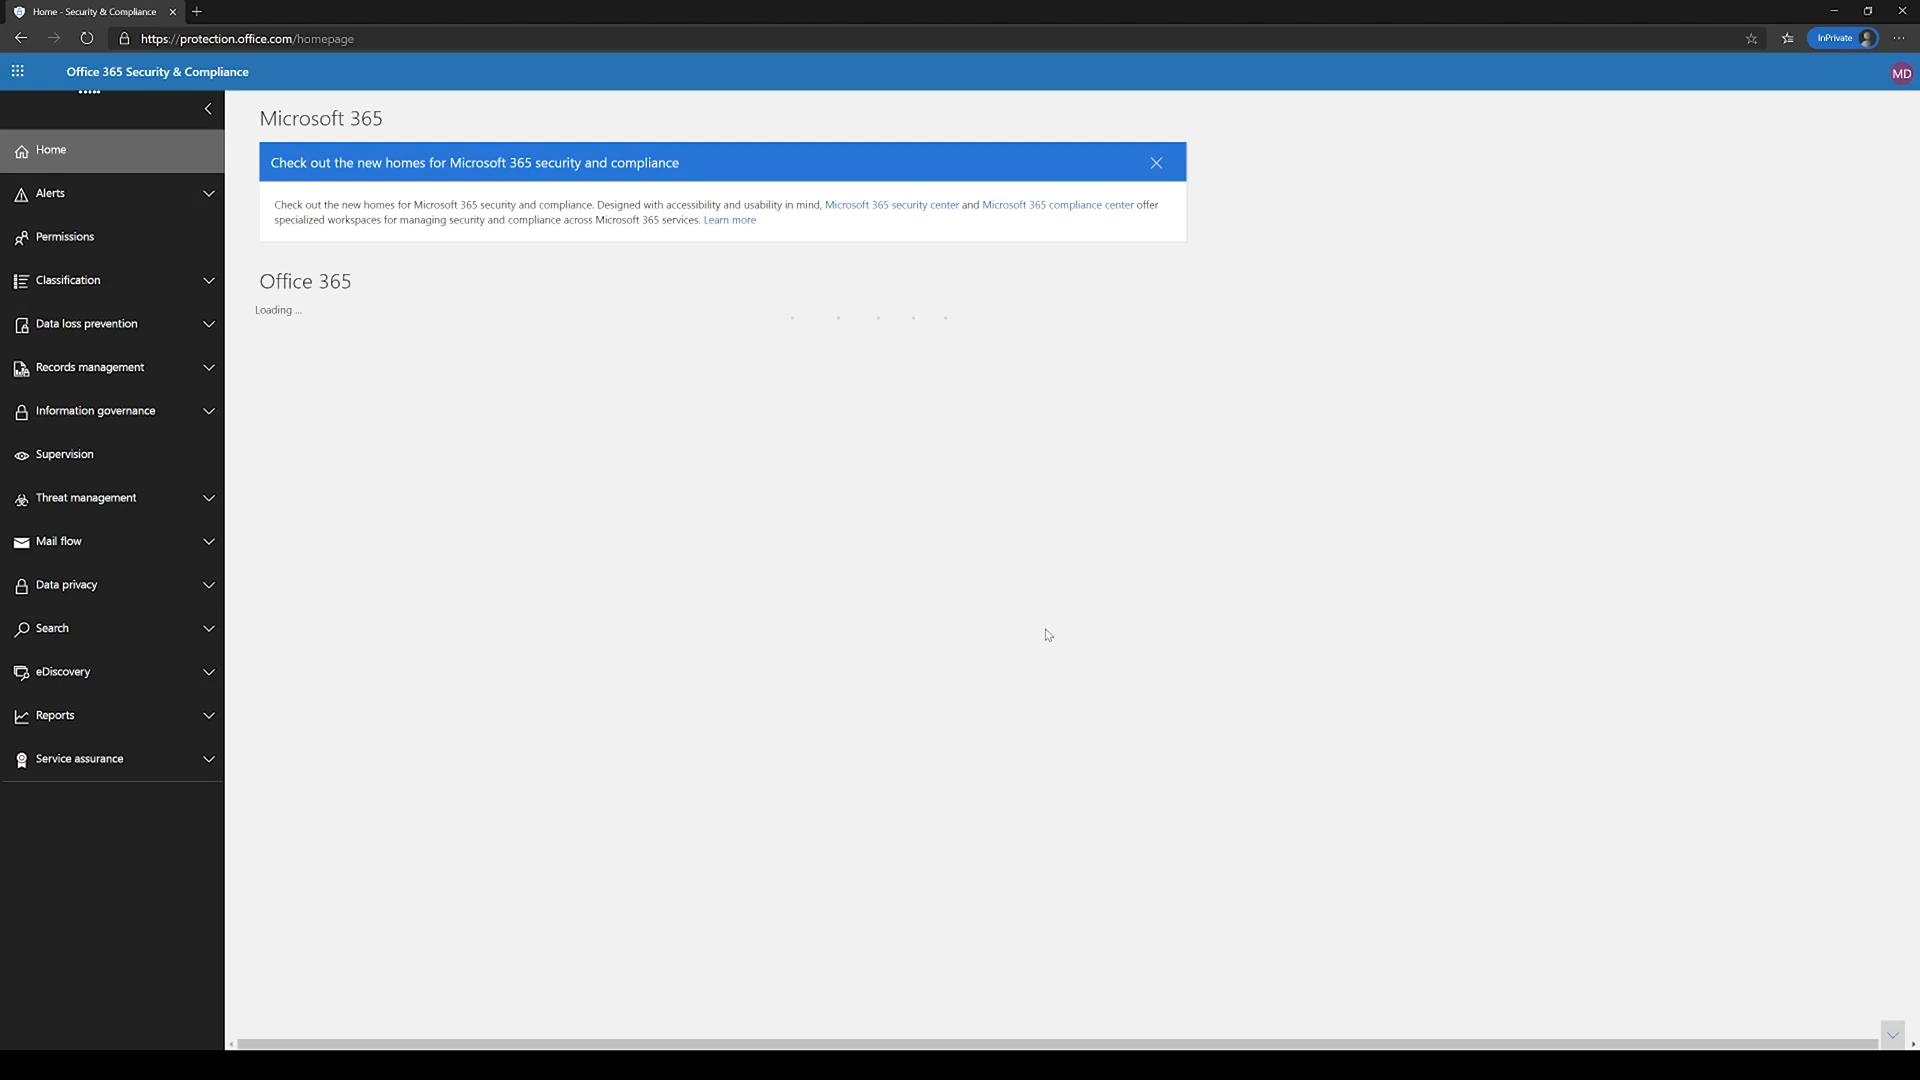 Home - Security & Compliance
https://protection.office.com/homepage
InPrivate
Office 365 Security & Compliance
MD
Home
Alerts
Permissions
Classification
Data loss prevention
Records management
Information governance
Supervision
Threat management
Mail flow
Data privacy
Search
eDiscovery
Reports
Service assurance
Microsoft 365
Check out the new homes for Microsoft 365 security and compliance
Check out the new homes for Microsoft 365 security and compliance. Designed with accessibility and usability in mind, Microsoft 365 security center and Microsoft 365 compliance center offer
specialized workspaces for managing security and compliance across Microsoft 365 services. Learn more
Office 365
Loading ...